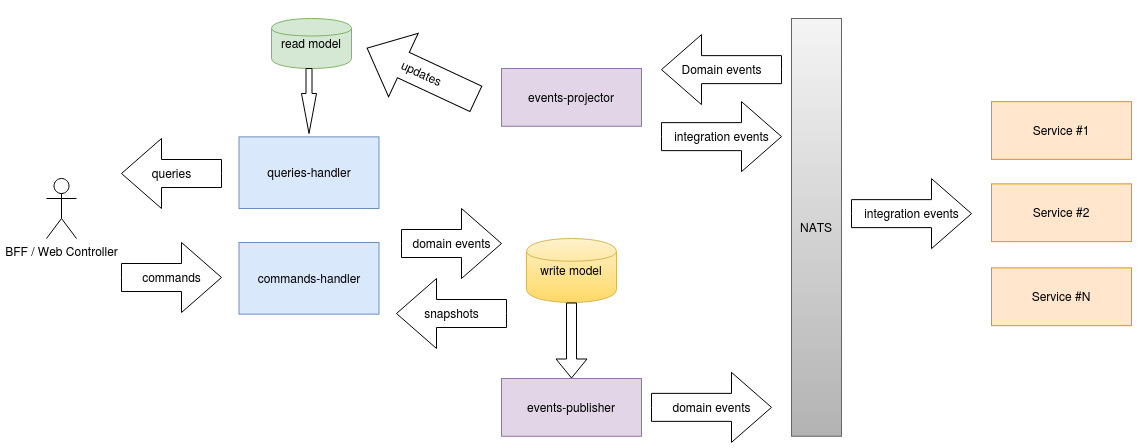 read model
updates
Domain events
events-projector
integration events
Service #1
queries
queries-handler
Service #2
integration events
NATS
BFF / Web Controller
domain events
write model
commands
commands-handler
Service #N
snapshots
events-publisher
domain events